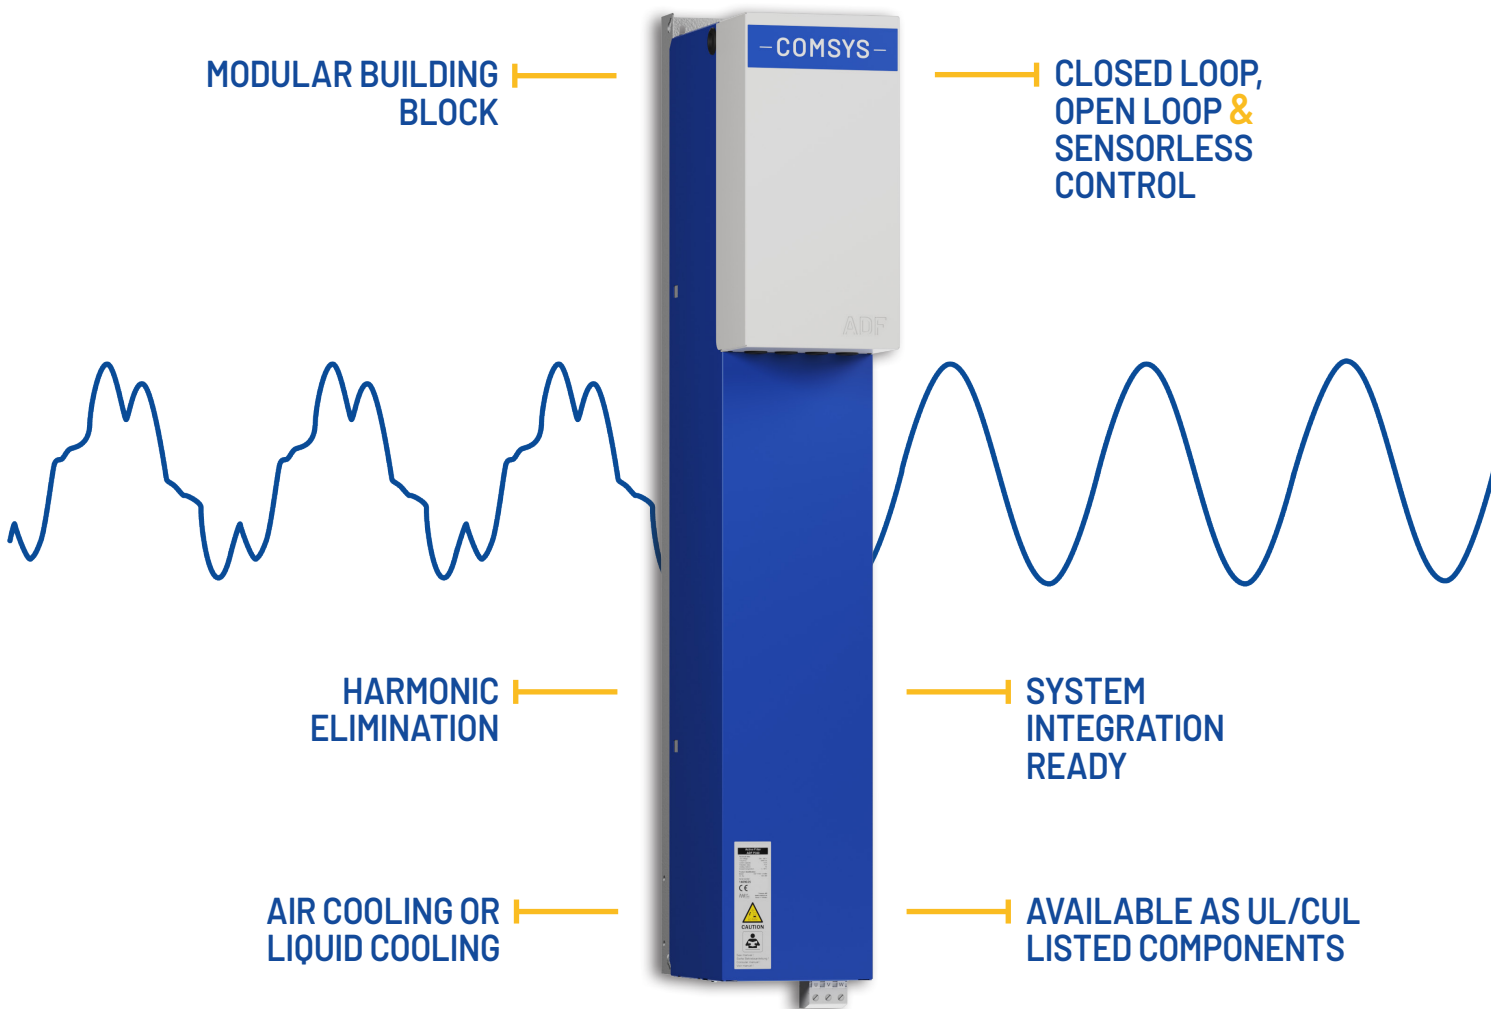 MODULAR BUILDING
BLOCK
COMSYS
CLOSED LOOP,
OPEN LOOP &
SENSORLESS
CONTROL
ADF
HARMONIC
ELIMINATION
SYSTEM
INTEGRATION
READY
AIR COOLING OR
LIQUID COOLING
CE
CAUTION
AVAILABLE AS UL/CUL
LISTED COMPONENTS